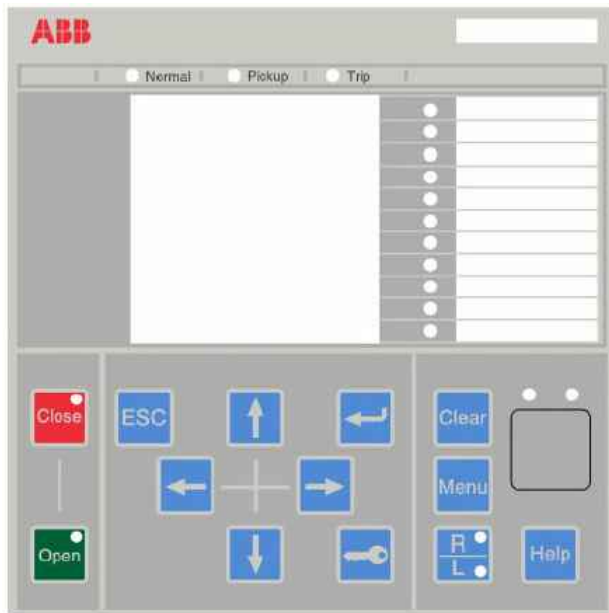 ABB
Normal Pickup Trip
Close
ESC
Clear
Menu
Open
R
L
Help